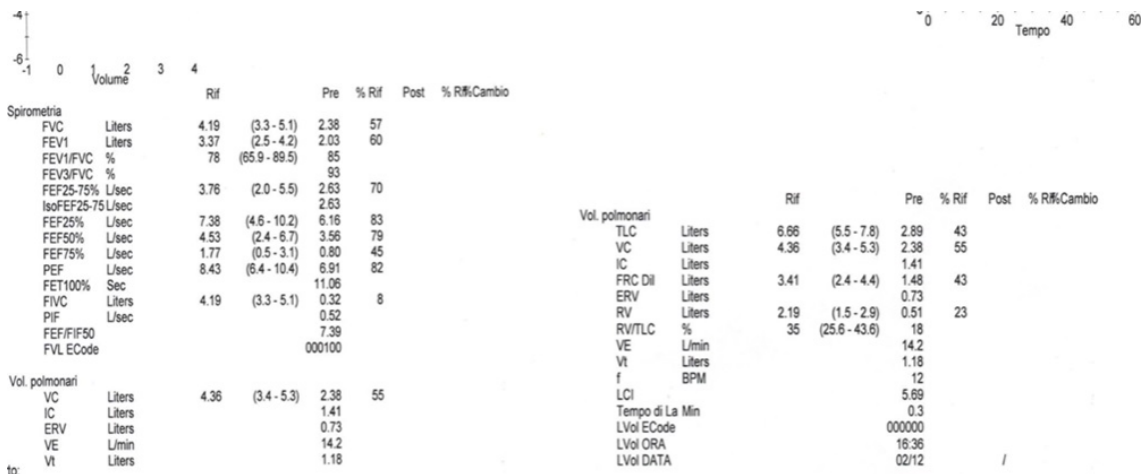 -4
-6
-1 0 1 2 3 4
Volume
0 20 40 60
Tempo
Rif Pre % Rif Post % Rif%Cambio
Spirometria
FVC Liters 4.19 (3.3 - 5.1) 2.38 57
FEV1 Liters 3.37 (2.5 - 4.2) 2.03 60
FEV1/FVC % 78 (65.9 - 89.5) 85
FEV3/FVC % 93
FEF25-75% L/sec 3.76 (2.0 - 5.5) 2.63 70
IsoFEF25-75 L/sec 2.63
FEF25% L/sec 7.38 (4.6 - 10.2) 6.16 83
FEF50% L/sec 4.53 (2.4 - 6.7) 3.56 79
FEF75% L/sec 1.77 (0.5 - 3.1) 0.80 45
PEF L/sec 8.43 (6.4 - 10.4) 6.91 82
FET100% Sec 11.06
FIVC Liters 4.19 (3.3 - 5.1) 0.32 8
PIF L/sec 0.52
FEF/FIF50 7.39
FVL ECode 000100
Vol. polmonari
VC Liters 4.36 (3.4 - 5.3) 2.38 55
IC Liters 1.41
ERV Liters 0.73
VE L/min 14.2
Vt Liters 1.18
to:
Rif Pre % Rif Post % Rif%Cambio
Vol. polmonari
TLC Liters 6.66 (5.5 - 7.8) 2.89 43
VC Liters 4.36 (3.4 - 5.3) 2.38 55
IC Liters 1.41
FRC Dil Liters 3.41 (2.4 - 4.4) 1.48 43
ERV Liters 0.73
RV Liters 2.19 (1.5 - 2.9) 0.51 23
RV/TLC % 35 (25.6 - 43.6) 18
VE L/min 14.2
Vt Liters 1.18
f BPM 12
LCI 5.69
Tempo di La Min 0.3
LVol ECode 000000
LVol ORA 16:36
LVol DATA 02/12 /